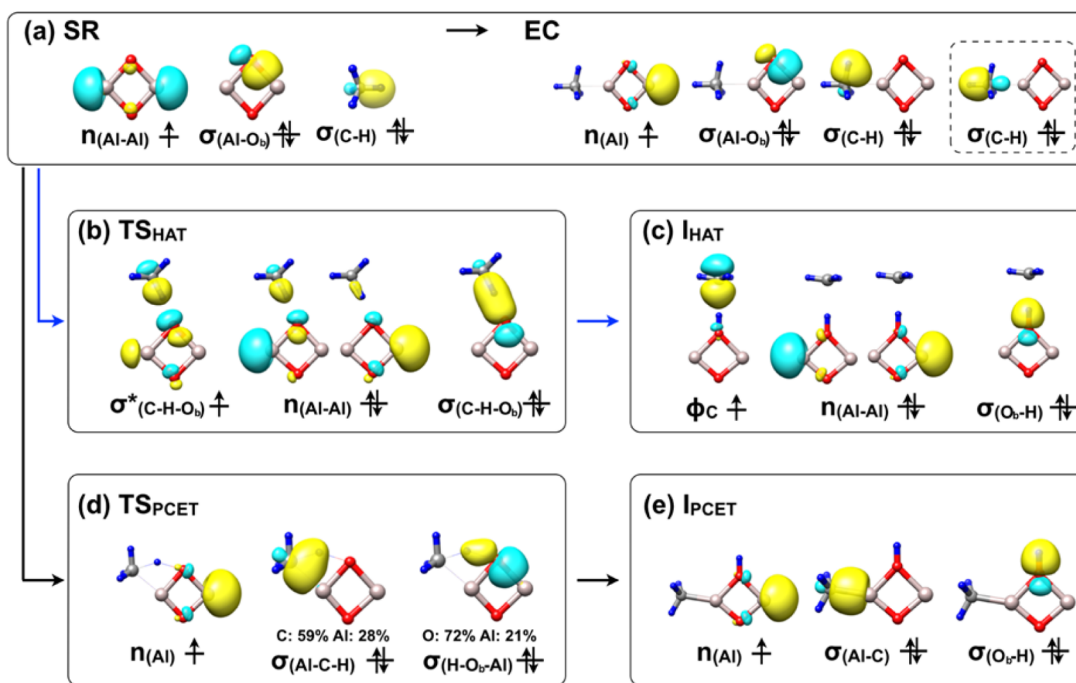 (a) SR → EC
n(Al-Al) ↑ σ(Al-Ob) ⇅ σ(C-H) ⇅ n(Al) ↑ σ(Al-Ob) ⇅ σ(C-H) ⇅ σ(C-H) ⇅
(b) TSHAT
σ*(C-H-Ob) ↑ n(Al-Al) ⇅ σ(C-H-Ob) ⇅
(c) IHAT
ΦC ↑ n(Al-Al) ⇅ σ(Ob-H) ⇅
(d) TSPCET
C: 59% Al: 28% O: 72% Al: 21%
n(Al) ↑ σ(Al-C-H) ⇅ σ(H-Ob-Al) ⇅
(e) IPCET
n(Al) ↑ σ(Al-C) ⇅ σ(Ob-H) ⇅